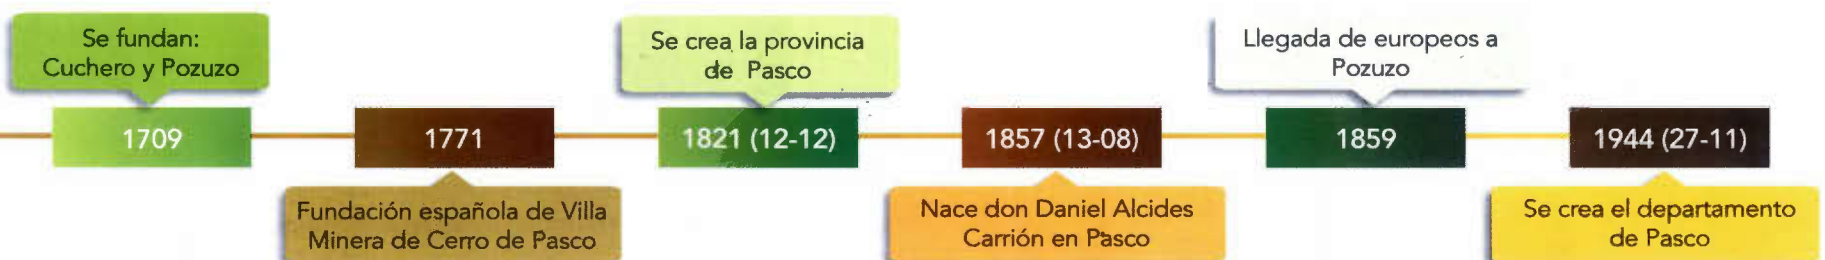 Se fundan:
Cuchero y Pozuzo
1709
1771
Fundación española de Villa
Minera de Cerro de Pasco
Se crea la provincia
de Pasco
1821 (12-12)
1857 (13-08)
Nace don Daniel Alcides
Carrión en Pasco
Llegada de europeos a
Pozuzo
1859
1944 (27-11)
Se crea el departamento
de Pasco